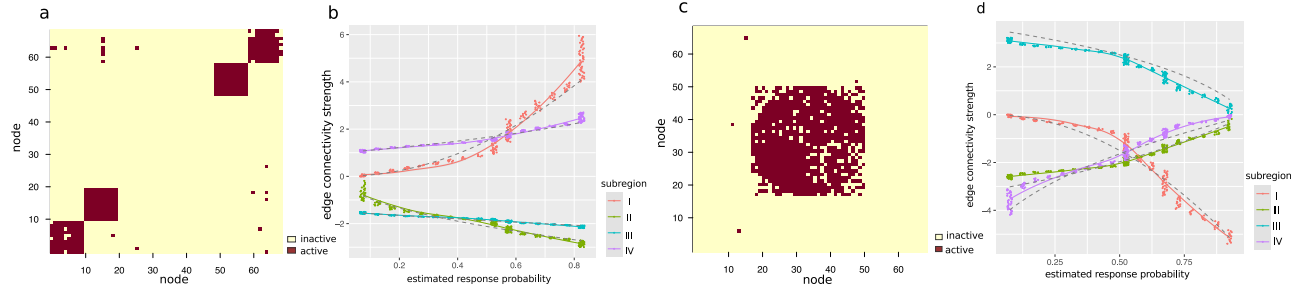 a
node
60
50
40
30
20
10
10
20
30
40
50
60
node
inactive
active
b
edge connectivity strength
6
4
2
0
−2
0.2
0.4
0.6
0.8
estimated response probability
subregion
I
II
III
IV
c
node
60
50
40
30
20
10
10
20
30
40
50
60
node
inactive
active
d
edge connectivity strength
2
0
−2
−4
0.25
0.50
0.75
estimated response probability
subregion
I
II
III
IV